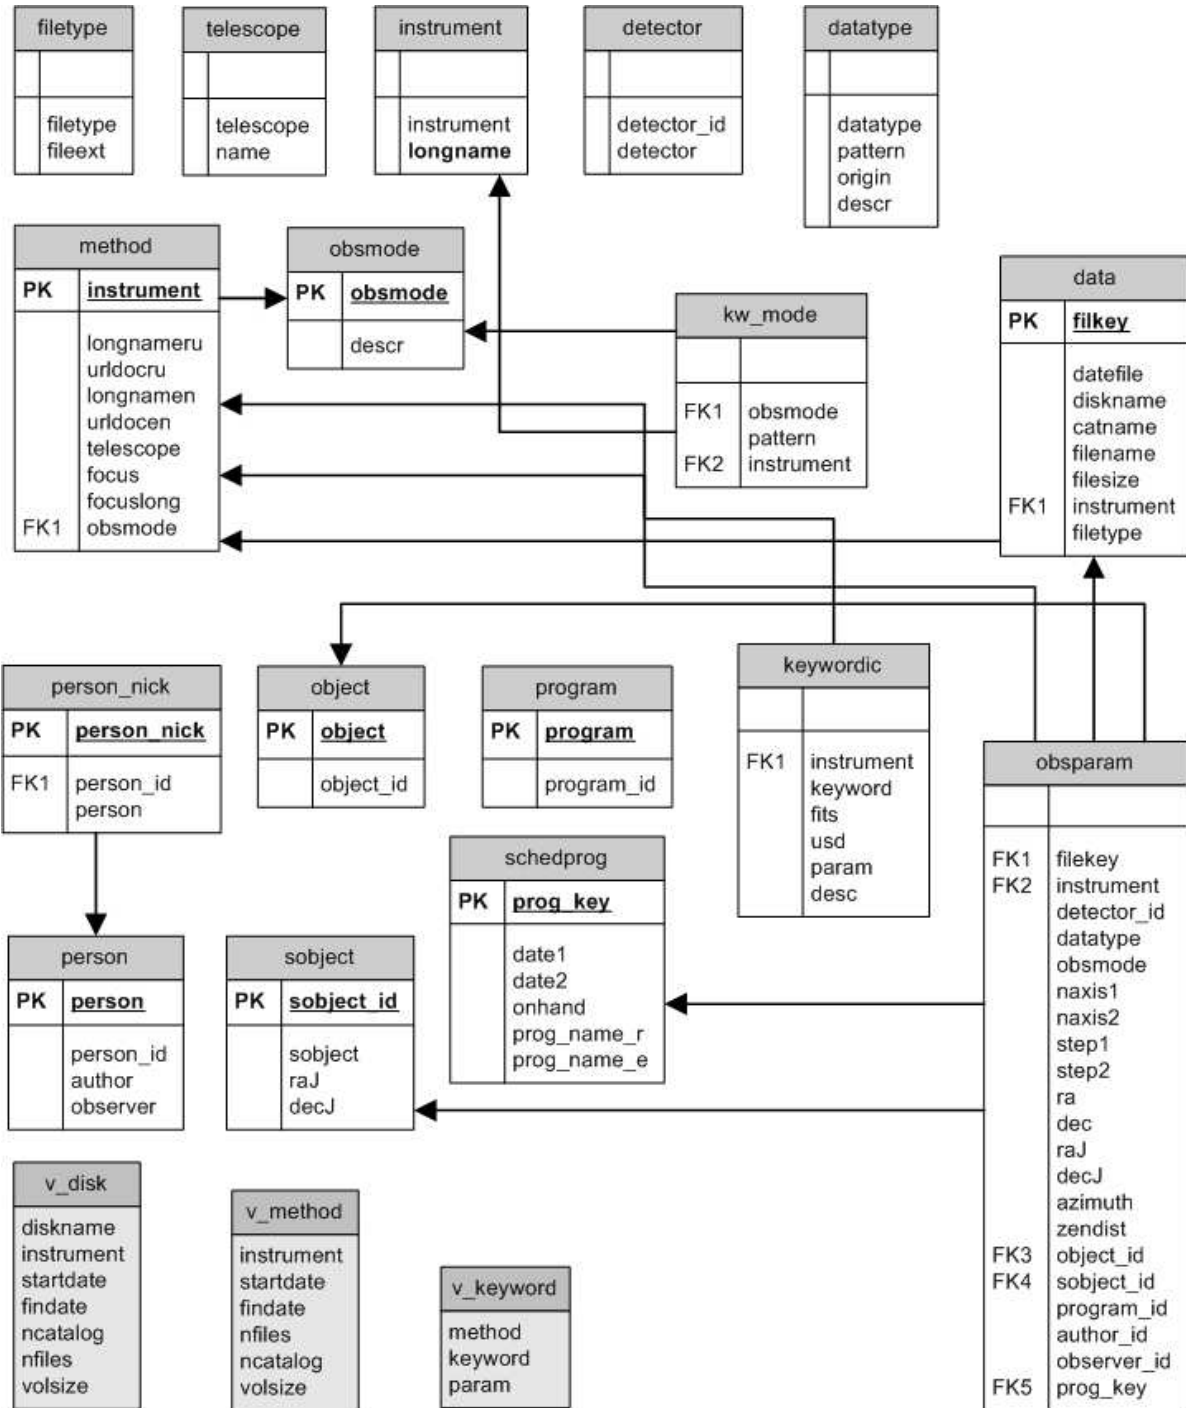 filetype
filetype
fileext
telescope
telescope
name
instrument
instrument
longname
detector
detector_id
detector
datatype
datatype
pattern
origin
descr
method
PK instrument
longnameru
urldocru
longnamen
urldocen
telescope
focus
focuslong
FK1 obsmode
obsmode
PK obsmode
descr
kw_mode
FK1 obsmode
pattern
FK2 instrument
data
PK filkey
datefile
diskname
catname
filename
filesize
FK1 instrument
filetype
person_nick
PK person_nick
FK1 person_id
person
object
PK object
object_id
program
PK program
program_id
keywordic
FK1 instrument
keyword
fits
usd
param
desc
obsparam
FK1 filekey
FK2 instrument
detector_id
datatype
obsmode
naxis1
naxis2
step1
step2
ra
dec
raJ
decJ
azimuth
zendist
FK3 object_id
FK4 sobject_id
program_id
author_id
observer_id
FK5 prog_key
schedprog
PK prog_key
date1
date2
onhand
prog_name_r
prog_name_e
person
PK person
person_id
author
observer
sobject
PK sobject_id
sobject
raJ
decJ
v_disk
diskname
instrument
startdate
findate
ncatalog
nfiles
volsize
v_method
instrument
startdate
findate
nfiles
ncatalog
volsize
v_keyword
method
keyword
param